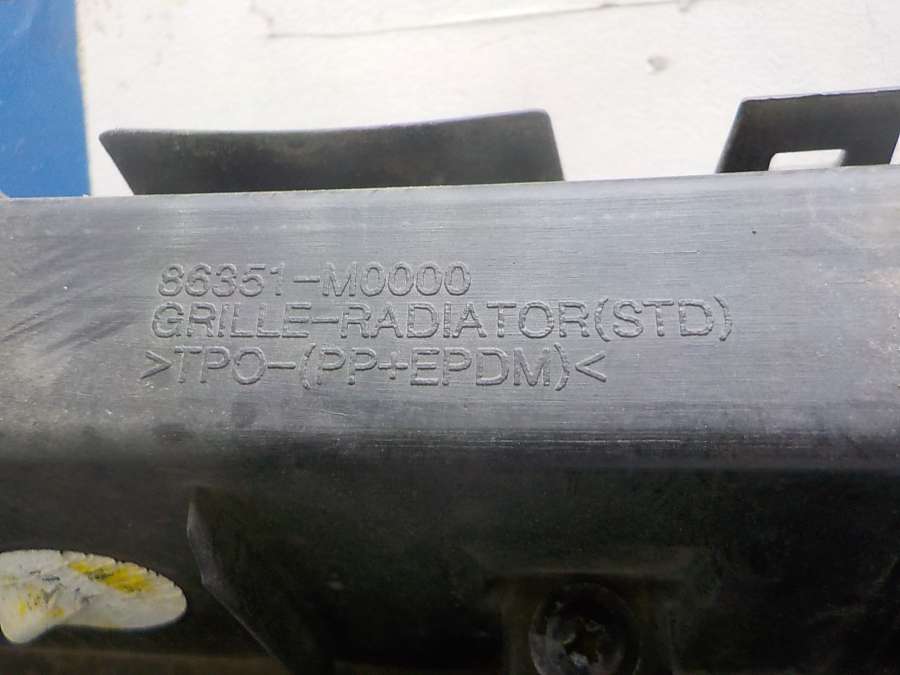 86351-M0000
GRILLE-RADIATOR(STD)
>TPO-(PP+EPDM)<